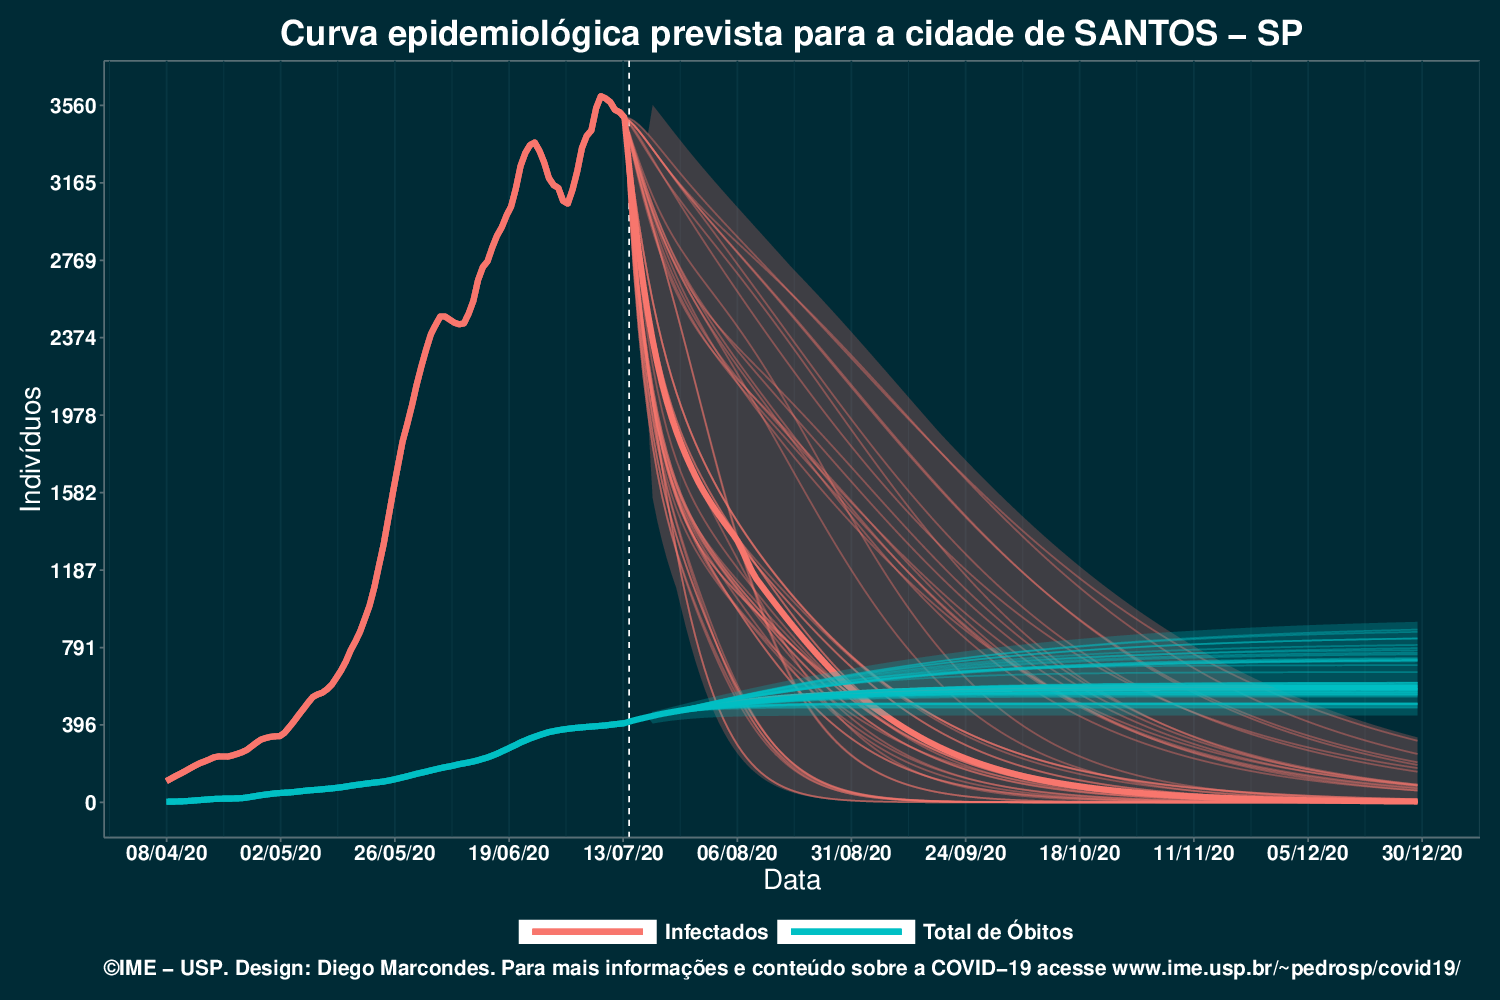 Curva epidemiológica prevista para a cidade de SANTOS – SP
Indivíduos
3560
3165
2769
2374
1978
1582
1187
791
396
0
08/04/20 02/05/20 26/05/20 19/06/20 13/07/20 06/08/20 31/08/20 24/09/20 18/10/20 11/11/20 05/12/20 30/12/20
Data
Infectados Total de Óbitos
©IME – USP. Design: Diego Marcondes. Para mais informações e conteúdo sobre a COVID–19 acesse www.ime.usp.br/~pedrosp/covid19/